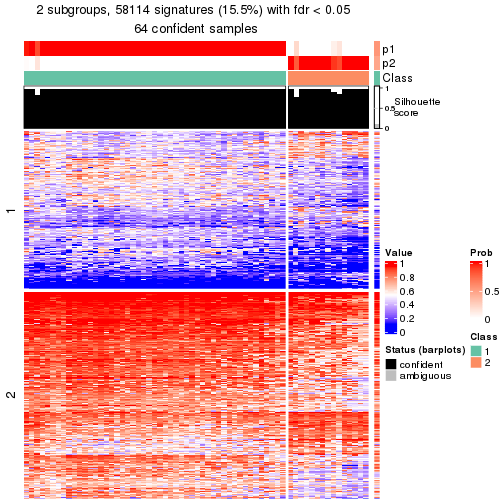 2 subgroups, 58114 signatures (15.5%) with fdr < 0.05
64 confident samples
p1
p2
Class
1
0.5
0
Silhouette
score
1
2
Value
1
0.8
0.6
0.4
0.2
0
Prob
1
0.5
0
Status (barplots)
confident
ambiguous
Class
1
2